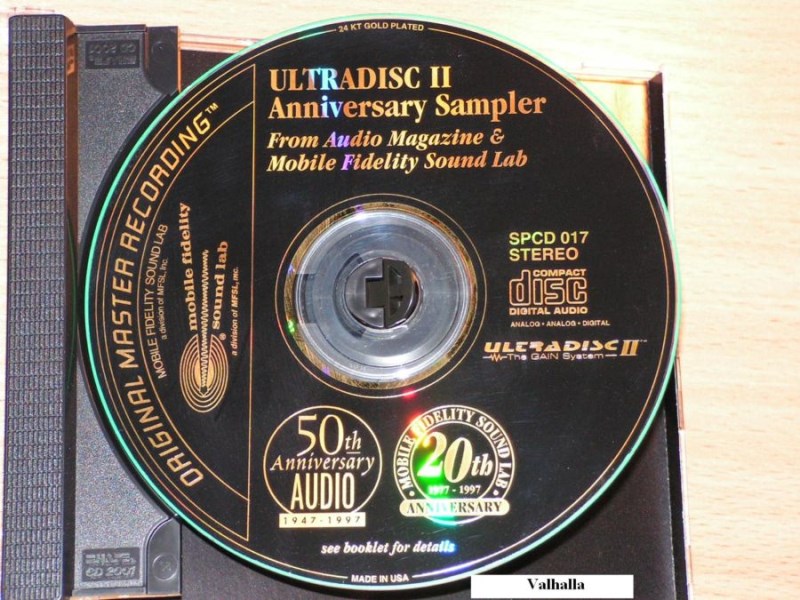 24 KT GOLD PLATED
ULTRADISC II
Anniversary Sampler
From Audio Magazine &
Mobile Fidelity Sound Lab
ORIGINAL MASTER RECORDING™
MOBILE FIDELITY SOUND LAB
a division of MFSL, Inc.
mobile fidelity
sound lab
a division of MFSL, inc.
SPCD 017
STEREO
COMPACT
disc
DIGITAL AUDIO
ANALOG • ANALOG • DIGITAL
ULTRADISC II™
The GAIN System
50th
Anniversary
AUDIO
1947-1997
MOBILE FIDELITY SOUND LAB
20th
1977 - 1997
ANNIVERSARY
see booklet for details
MADE IN USA
CD 2001
Valhalla